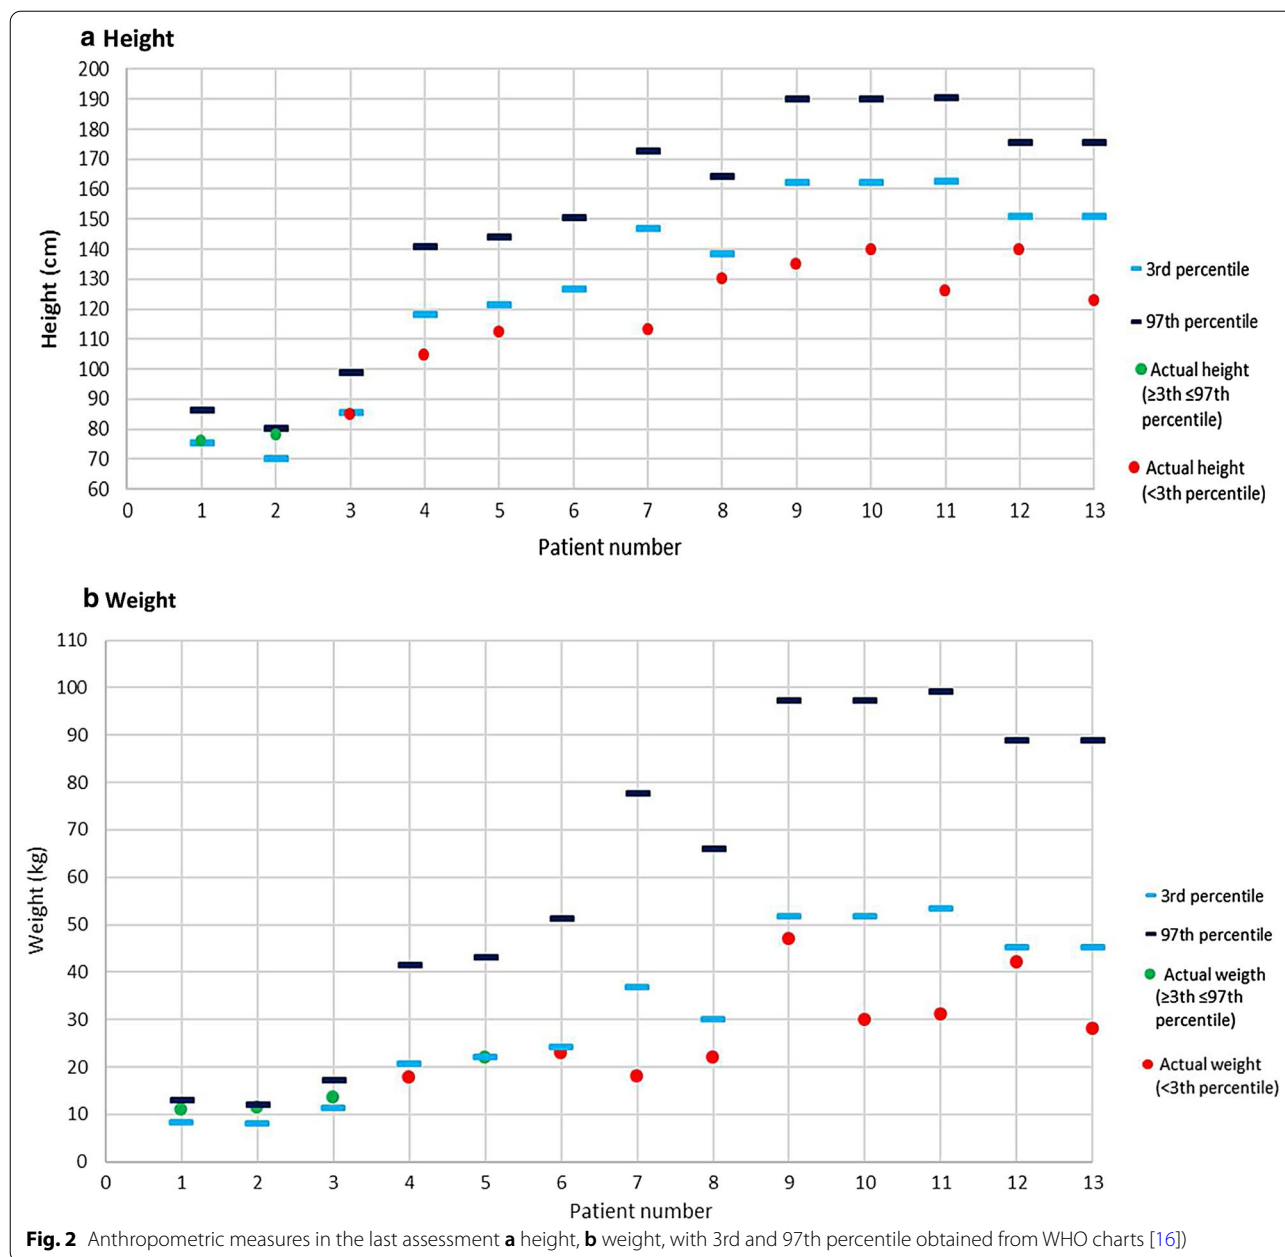 a Height
200
190
180
170
160
150
140
130
120
110
100
90
80
70
60
Height (cm)
0 1 2 3 4 5 6 7 8 9 10 11 12 13
Patient number
3rd percentile
97th percentile
Actual height
(≥3th ≤97th
percentile)
Actual height
(<3th percentile)
b Weight
110
100
90
80
70
60
50
40
30
20
10
0
Weight (kg)
0 1 2 3 4 5 6 7 8 9 10 11 12 13
Patient number
3rd percentile
97th percentile
Actual weigth
(≥3th ≤97th
percentile)
Actual weight
(<3th percentile)
Fig. 2 Anthropometric measures in the last assessment a height, b weight, with 3rd and 97th percentile obtained from WHO charts [16])